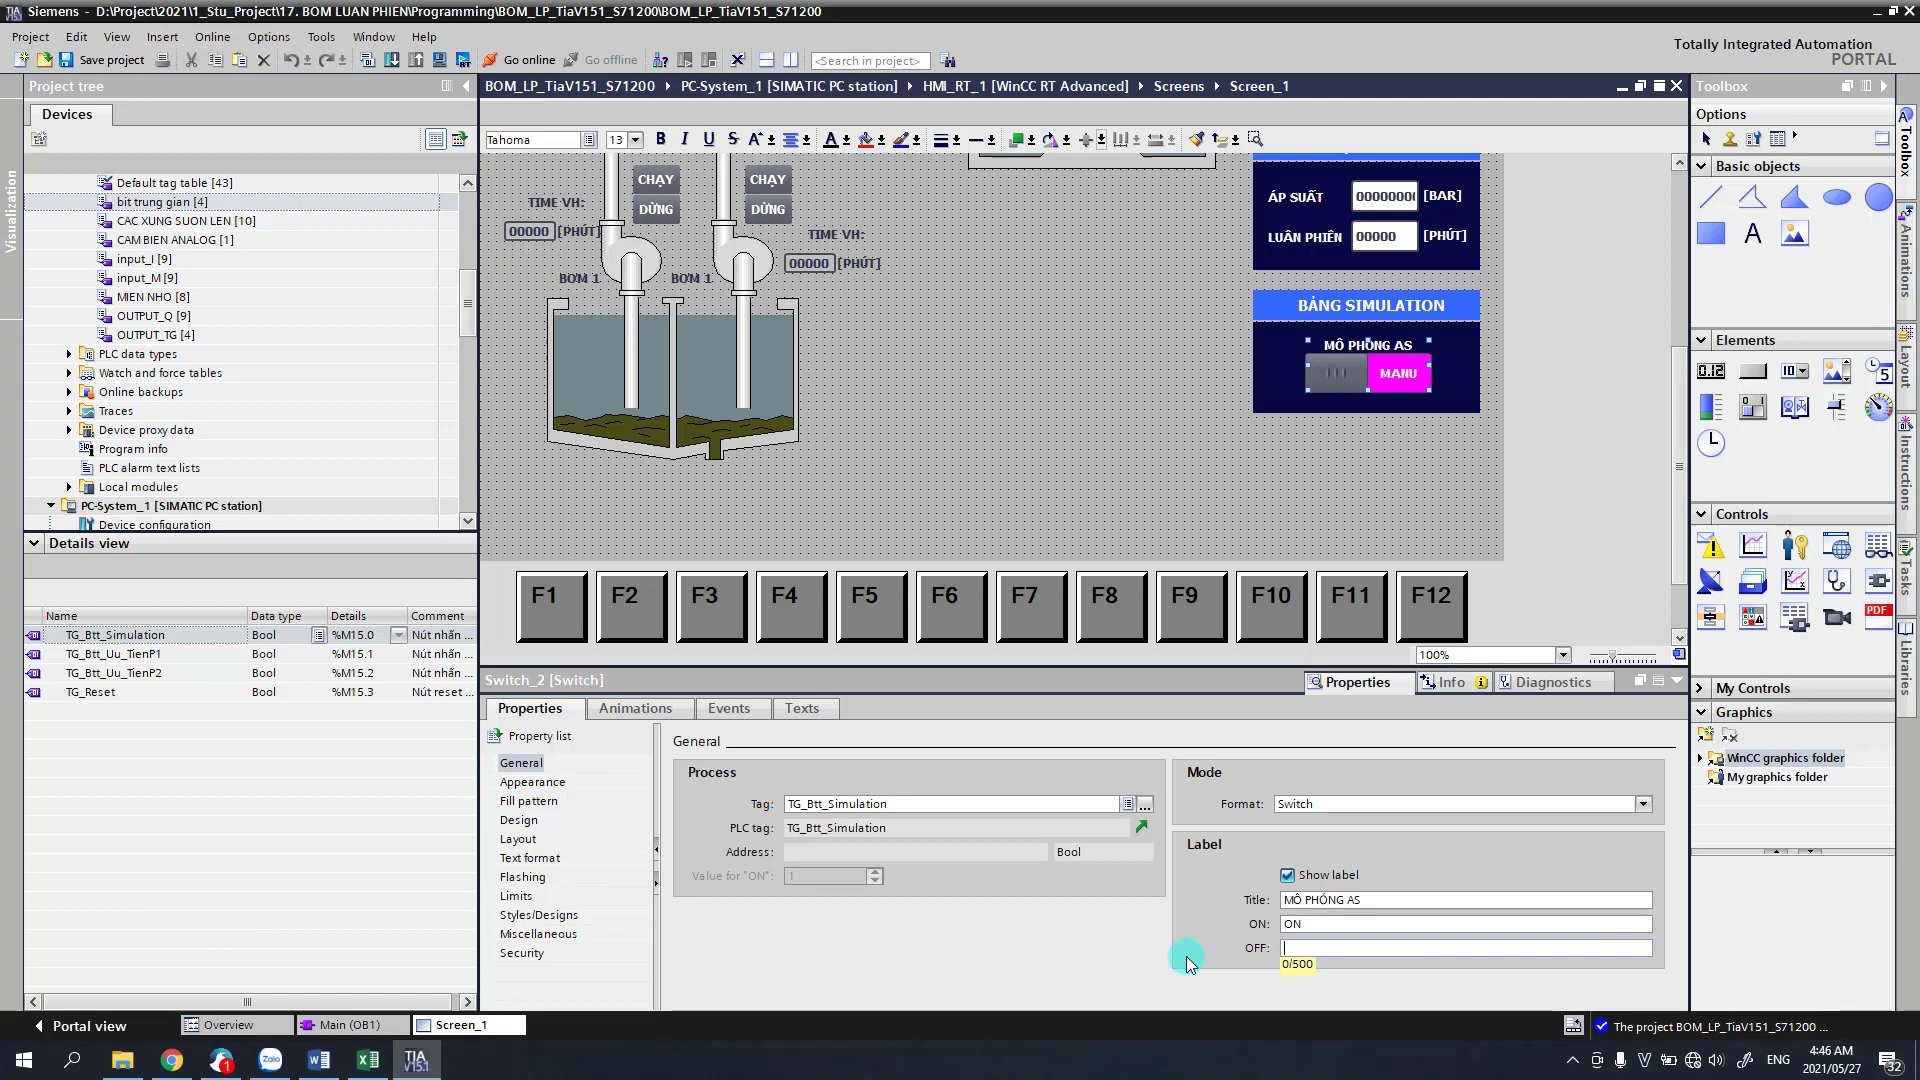 Siemens - D:\Project\2021\1_Stu_Project\17. BOM LUAN PHIEN\Programming\BOM_LP_TiaV151_S71200\BOM_LP_TiaV151_S71200
Project Edit View Insert Online Options Tools Window Help
Totally Integrated Automation
PORTAL
Save project
Go online
Go offline
<Search in project>
Project tree
BOM_LP_TiaV151_S71200 PC-System_1 [SIMATIC PC station] HMI_RT_1 [WinCC RT Advanced] Screens Screen_1
Toolbox
Devices
Options
Visualization
Tahoma 13
Basic objects
Default tag table [43]
bit trung gian [4]
CAC XUNG SUON LEN [10]
CAM BIEN ANALOG [1]
input_I [9]
input_M [9]
MIEN NHO [8]
OUTPUT_Q [9]
OUTPUT_TG [4]
PLC data types
Watch and force tables
Online backups
Traces
Device proxy data
Program info
PLC alarm text lists
Local modules
PC-System_1 [SIMATIC PC station]
Device configuration
CHẠY CHẠY
DỪNG DỪNG
TIME VH:
00000 [PHÚT]
TIME VH:
00000 [PHÚT]
BƠM 1 BƠM 1
ÁP SUẤT 00000000 [BAR]
LUÂN PHIÊN 00000 [PHÚT]
BẢNG SIMULATION
MÔ PHỎNG AS
MANU
F1 F2 F3 F4 F5 F6 F7 F8 F9 F10 F11 F12
100%
Elements
Controls
My Controls
Graphics
WinCC graphics folder
My graphics folder
Toolbox
Animations
Layout
Instructions
Tasks
Libraries
Details view
Name Data type Details Comment
TG_Btt_Simulation Bool %M15.0 Nút nhấn ...
TG_Btt_Uu_TienP1 Bool %M15.1 Nút nhấn ...
TG_Btt_Uu_TienP2 Bool %M15.2 Nút nhấn ...
TG_Reset Bool %M15.3 Nút reset ...
Switch_2 [Switch]
Properties Info Diagnostics
Properties Animations Events Texts
Property list
General
Appearance
Fill pattern
Design
Layout
Text format
Flashing
Limits
Styles/Designs
Miscellaneous
Security
General
Process
Tag: TG_Btt_Simulation
PLC tag: TG_Btt_Simulation
Address: Bool
Value for "ON": 1
Mode
Format: Switch
Label
Show label
Title: MÔ PHỎNG AS
ON: ON
OFF:
0/500
Portal view Overview Main (OB1) Screen_1
The project BOM_LP_TiaV151_S71200 ...
ENG
4:46 AM
2021/05/27
32